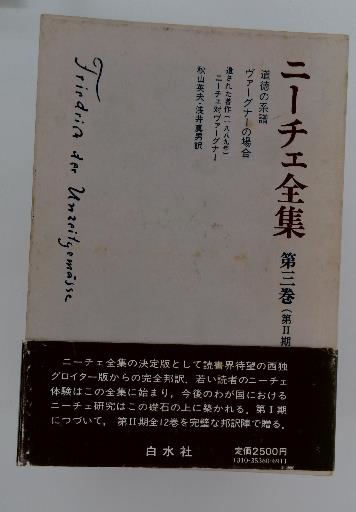 ニーチェ全集 第三巻(第II期
道徳の系譜
ヴァーグナーの場合
遺された著作(一八八九年)
ニーチェ対ヴァーグナー
秋山英夫・浅井真男訳
Friedrich der Unzeitgemässe
ニーチェ全集の決定版として読書界待望の西独
グロイター版からの完全邦訳。若い読者のニーチェ
体験はこの全集に始まり,今後のわが国における
ニーチェ研究はこの礎石の上に築かれる。第I期
につづいて,第II期全12巻を完璧な邦訳陣で贈る。
白水社
定価2500円
1310-35360-6911